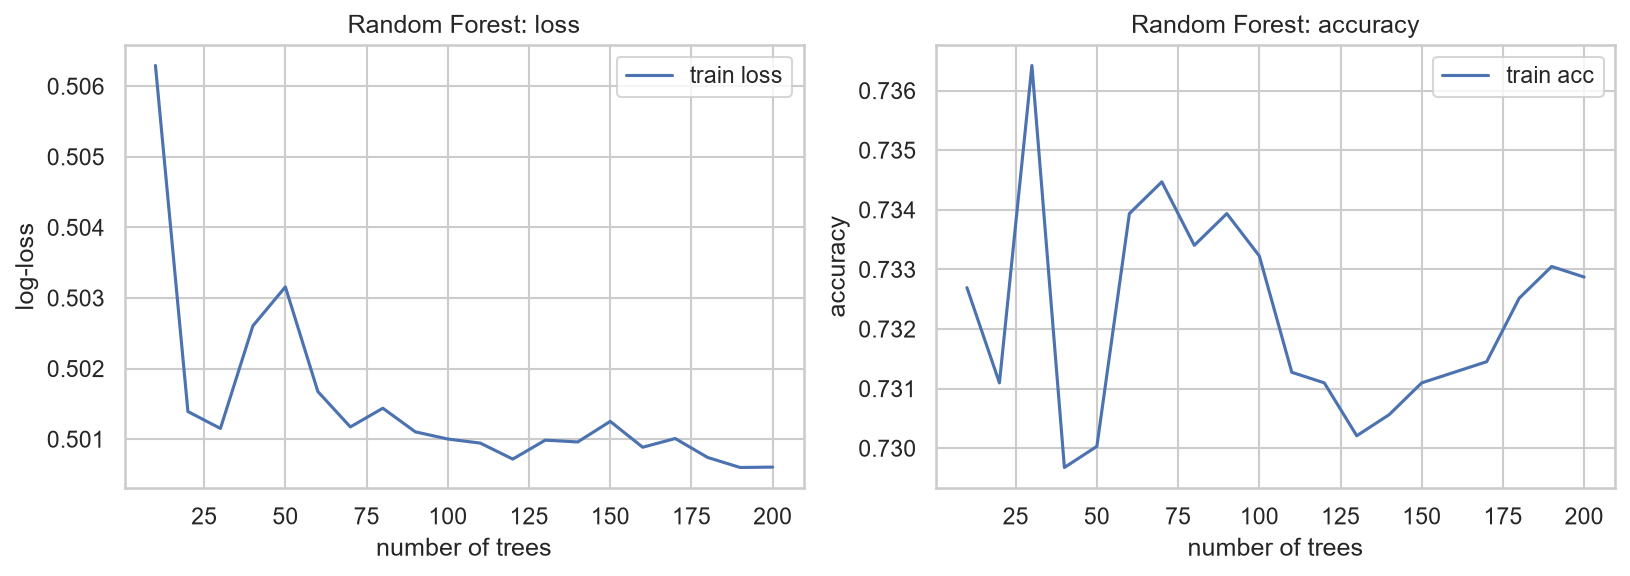 Random Forest: loss
train loss
0.506
0.505
0.504
0.503
0.502
0.501
log-loss
25 50 75 100 125 150 175 200
number of trees
Random Forest: accuracy
train acc
0.736
0.735
0.734
0.733
0.732
0.731
0.730
accuracy
25 50 75 100 125 150 175 200
number of trees